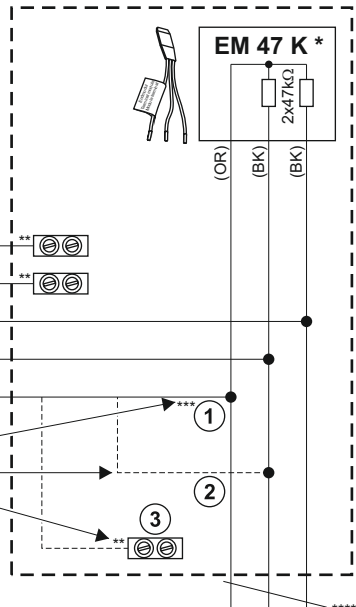 EM 47 K *
2x47kΩ
(OR)
(BK)
(BK)
**
**
***
1
2
3
**
****